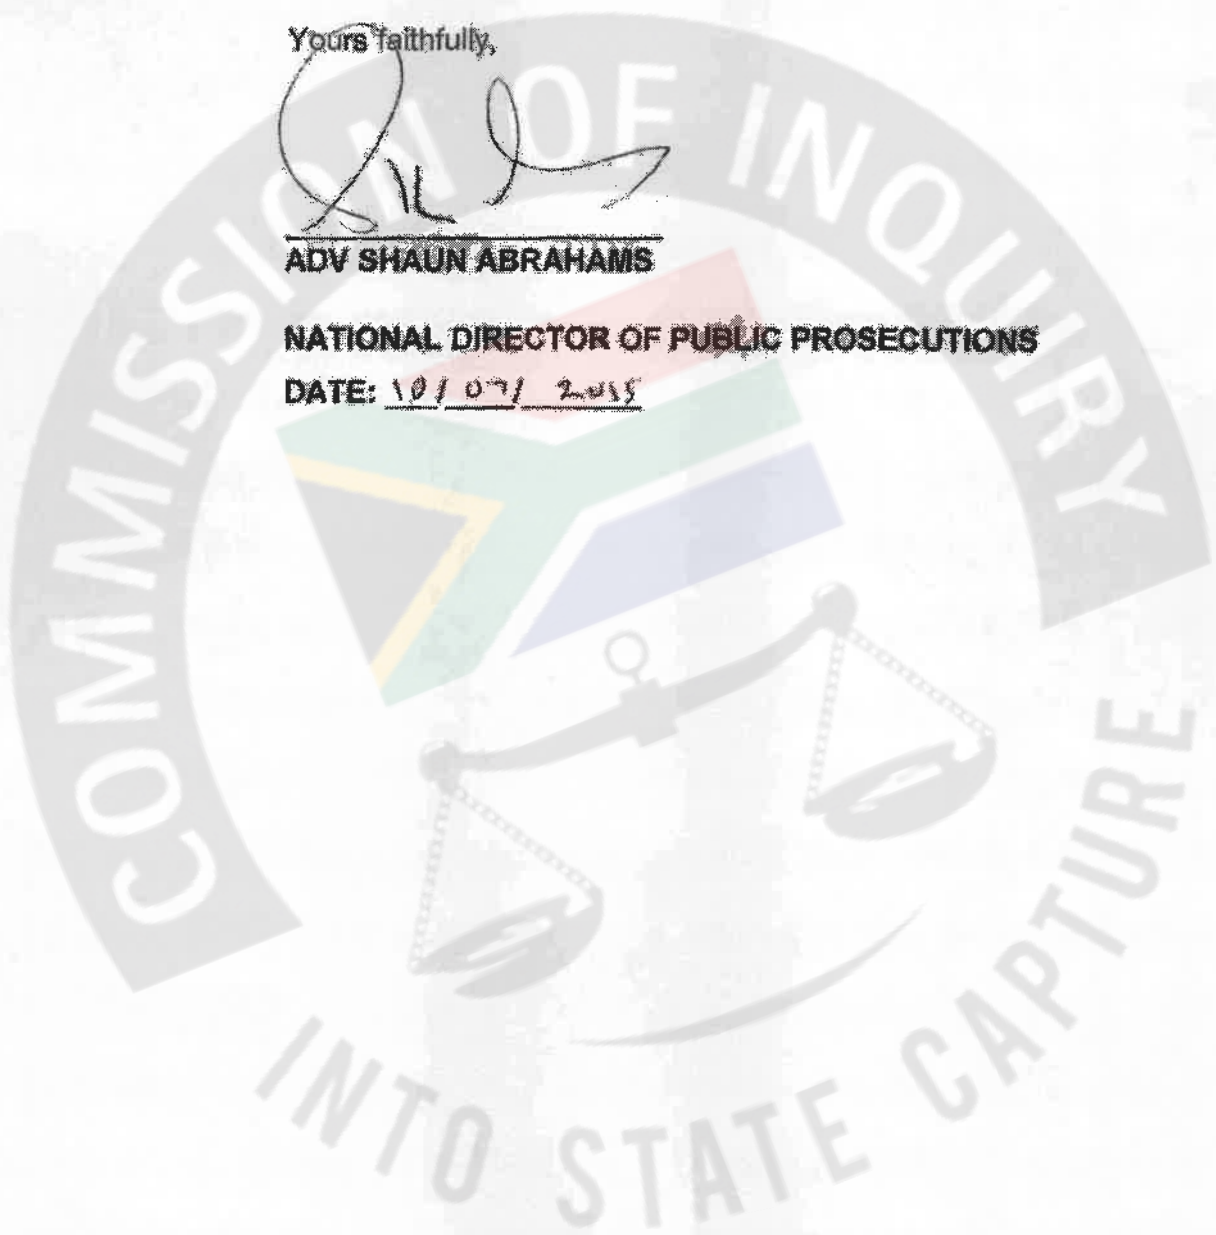 Yours faithfully,
ADV SHAUN ABRAHAMS
NATIONAL DIRECTOR OF PUBLIC PROSECUTIONS
DATE: 10/07/ 2015
COMMISSION OF INQUIRY
INTO STATE CAPTURE